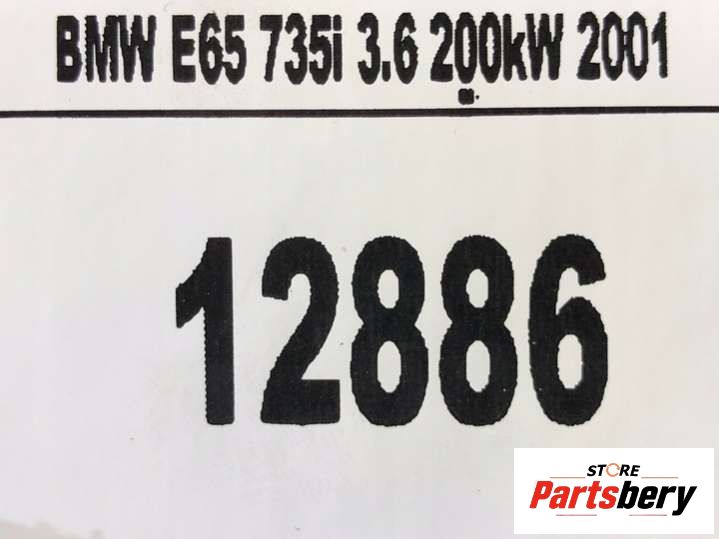 BMW E65 735i 3.6 200kW 2001
12886
STORE
Partsbery